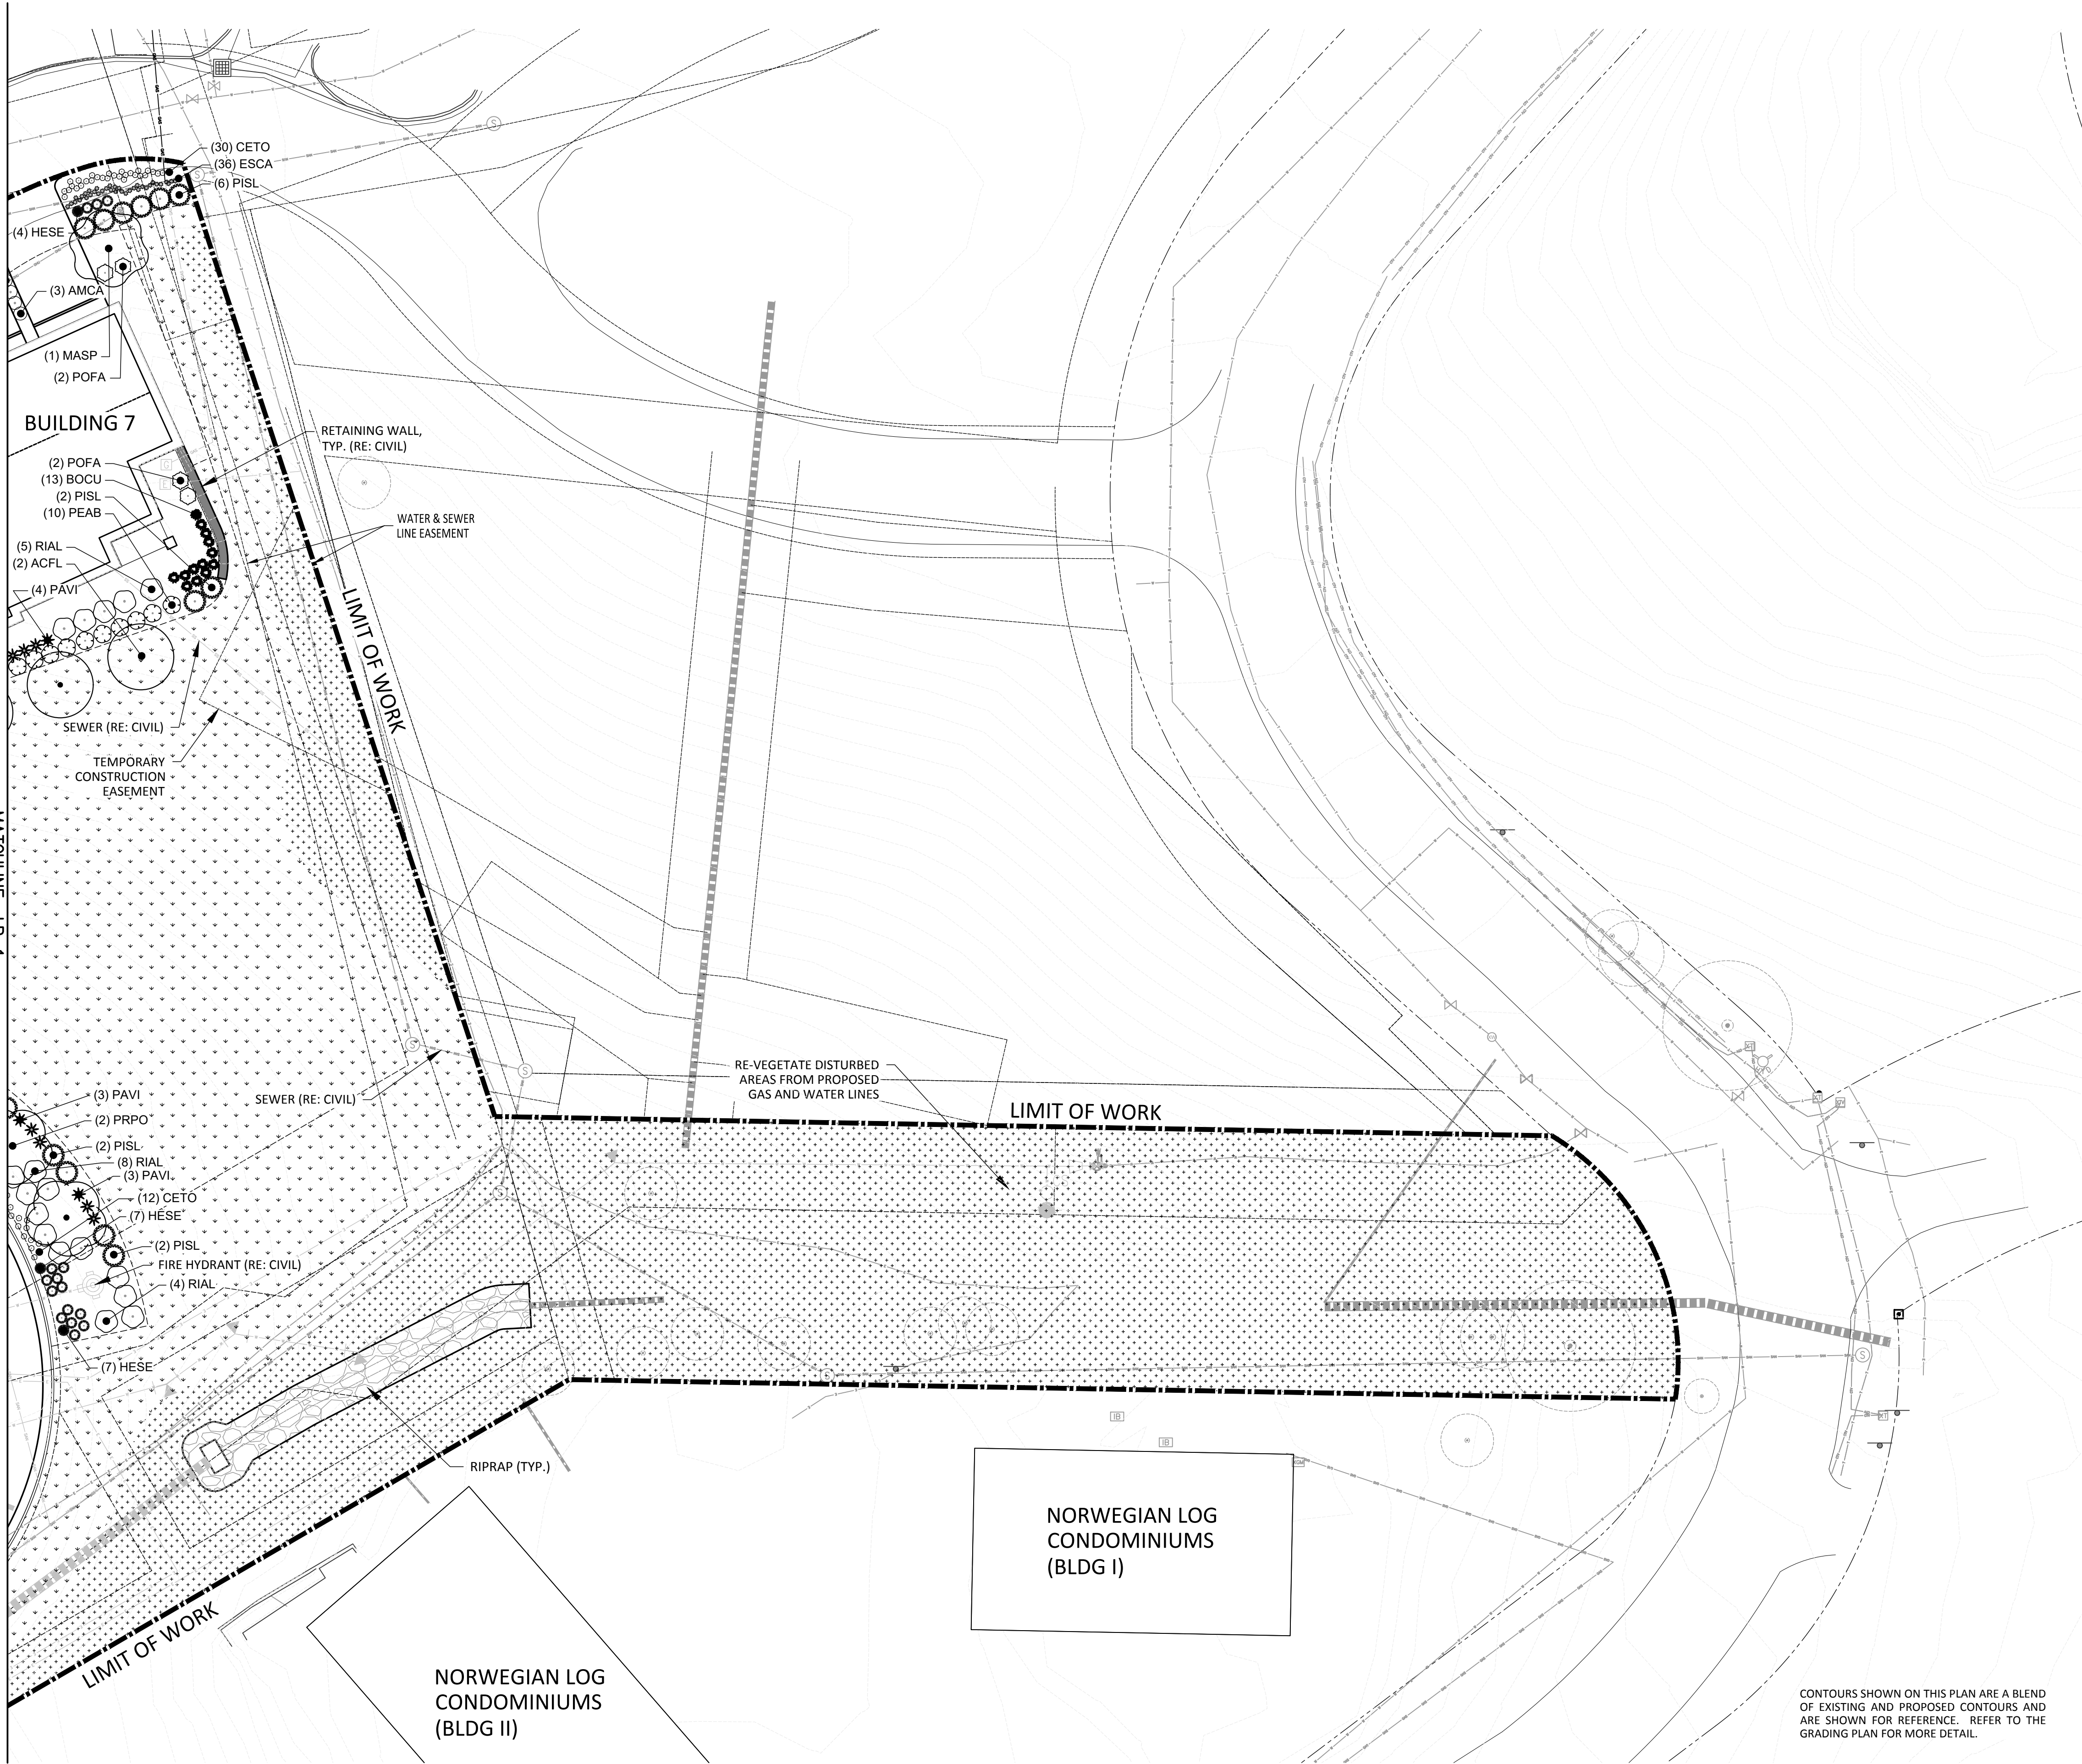 (30) CETO
(36) ESCA
(6) PISL
(4) HESE
(3) AMCA
(1) MASP
(2) POFA
BUILDING 7
RETAINING WALL,
TYP. (RE: CIVIL)
(2) POFA
(13) BOCU
(2) PISL
(10) PEAB
WATER & SEWER
LINE EASEMENT
(5) RIAL
(2) ACFL
(4) PAVI
LIMIT OF WORK
SEWER (RE: CIVIL)
TEMPORARY
CONSTRUCTION
EASEMENT
RE-VEGETATE DISTURBED
AREAS FROM PROPOSED
GAS AND WATER LINES
SEWER (RE: CIVIL)
LIMIT OF WORK
(3) PAVI
(2) PRPO
(2) PISL
(8) RIAL
(3) PAVI
(12) CETO
(7) HESE
(2) PISL
FIRE HYDRANT (RE: CIVIL)
(4) RIAL
(7) HESE
RIPRAP (TYP.)
LIMIT OF WORK
NORWEGIAN LOG
CONDOMINIUMS
(BLDG I)
NORWEGIAN LOG
CONDOMINIUMS
(BLDG II)
CONTOURS SHOWN ON THIS PLAN ARE A BLEND
OF EXISTING AND PROPOSED CONTOURS AND
ARE SHOWN FOR REFERENCE. REFER TO THE
GRADING PLAN FOR MORE DETAIL.